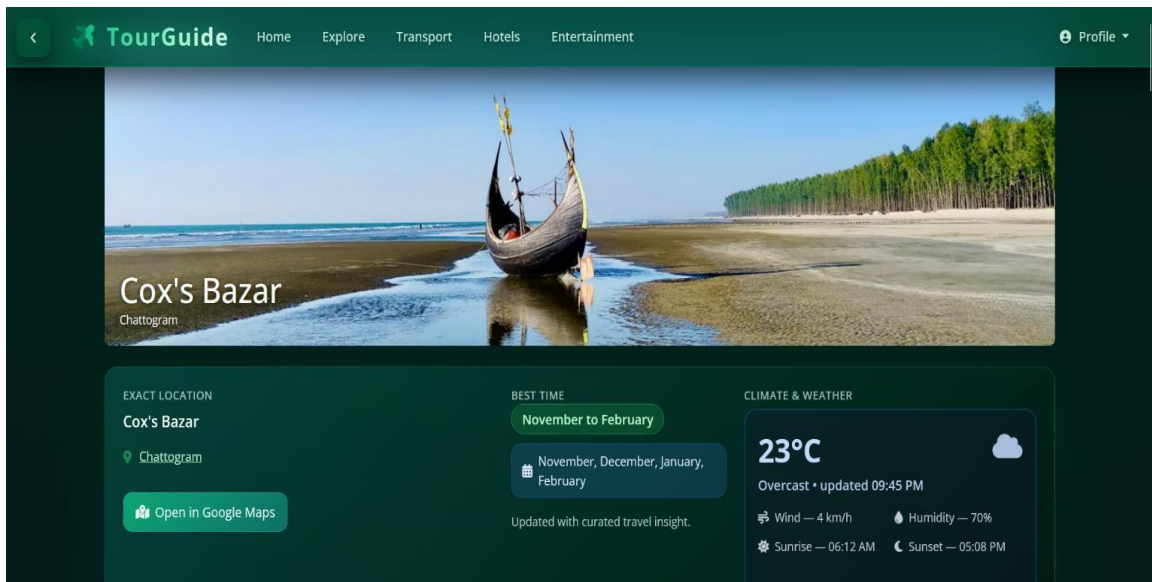 TourGuide Home Explore Transport Hotels Entertainment Profile
Cox's Bazar
Chattogram
EXACT LOCATION
Cox's Bazar
Chattogram
Open in Google Maps
BEST TIME
November to February
November, December, January,
February
Updated with curated travel insight.
CLIMATE & WEATHER
23°C
Overcast • updated 09:45 PM
Wind — 4 km/h Humidity — 70%
Sunrise — 06:12 AM Sunset — 05:08 PM